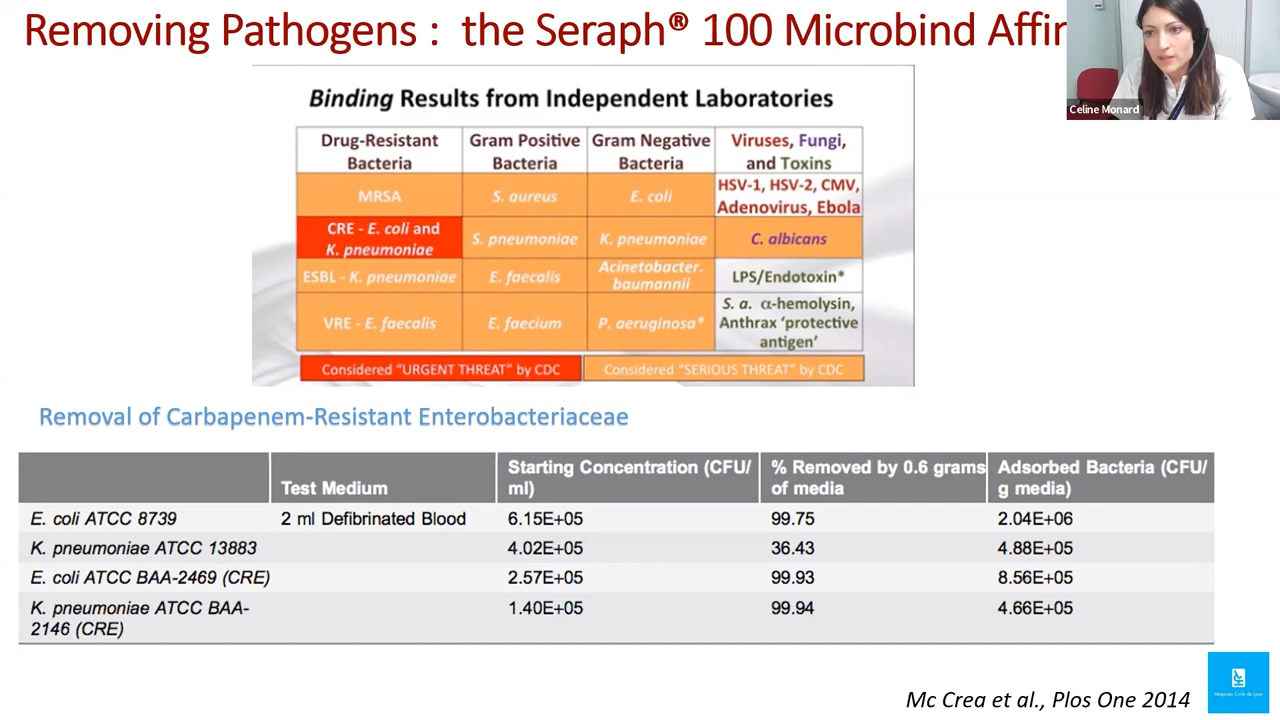 Removing Pathogens :  the Seraph® 100 Microbind Affin
Celine Monard
Binding Results from Independent Laboratories
Drug-Resistant Bacteria
Gram Positive Bacteria
Gram Negative Bacteria
Viruses, Fungi, and Toxins
MRSA
S. aureus
E. coli
HSV-1, HSV-2, CMV, Adenovirus, Ebola
CRE - E. coli and K. pneumoniae
S. pneumoniae
K. pneumoniae
C. albicans
ESBL - K. pneumoniae
E. faecalis
Acinetobacter. baumannii
LPS/Endotoxin*
VRE - E. faecalis
E. faecium
P. aeruginosa*
S. a. α-hemolysin, Anthrax ‘protective antigen’
Considered “URGENT THREAT” by CDC
Considered “SERIOUS THREAT” by CDC
Removal of Carbapenem-Resistant Enterobacteriaceae
Test Medium
Starting Concentration (CFU/ml)
% Removed by 0.6 grams of media
Adsorbed Bacteria (CFU/g media)
E. coli ATCC 8739
2 ml Defibrinated Blood
6.15E+05
99.75
2.04E+06
K. pneumoniae ATCC 13883
4.02E+05
36.43
4.88E+05
E. coli ATCC BAA-2469 (CRE)
2.57E+05
99.93
8.56E+05
K. pneumoniae ATCC BAA-2146 (CRE)
1.40E+05
99.94
4.66E+05
Mc Crea et al., Plos One 2014